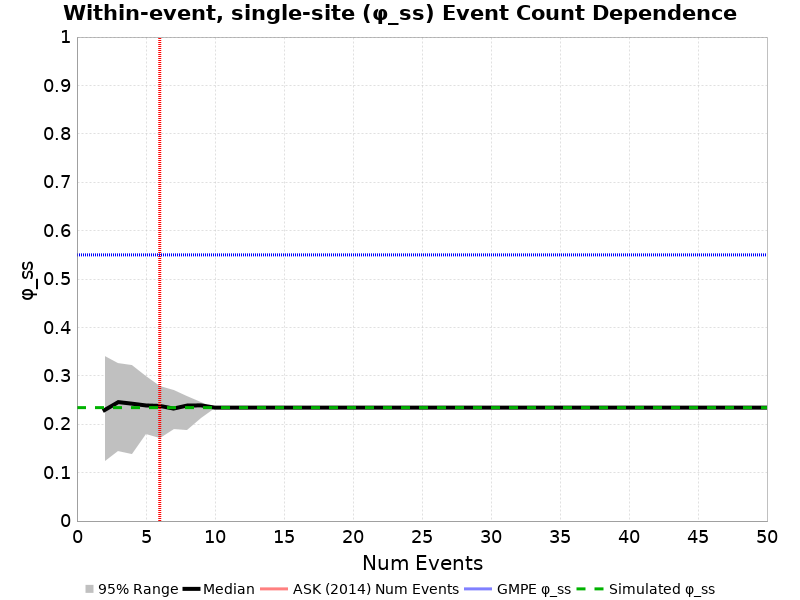 Within-event, single-site (φ_ss) Event Count Dependence
1
0.9
0.8
0.7
0.6
0.5
0.4
0.3
0.2
0.1
0
φ_ss
0 5 10 15 20 25 30 35 40 45 50
Num Events
95% Range Median ASK (2014) Num Events GMPE φ_ss Simulated φ_ss